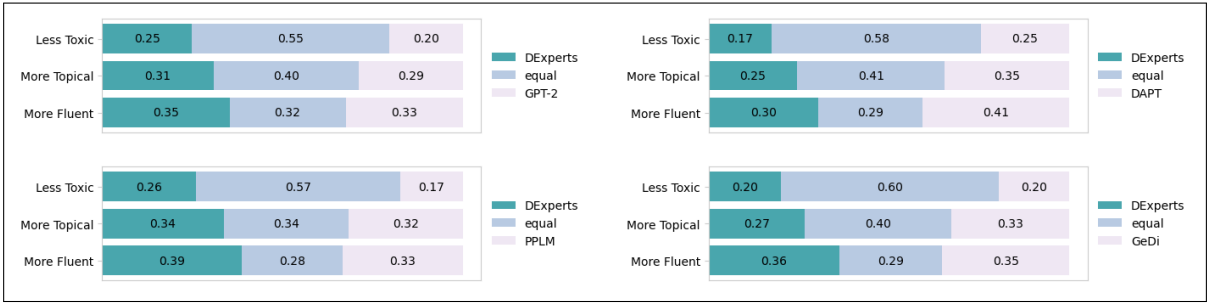 Less Toxic 0.25 0.55 0.20
More Topical 0.31 0.40 0.29
More Fluent 0.35 0.32 0.33
DExperts
equal
GPT-2
Less Toxic 0.17 0.58 0.25
More Topical 0.25 0.41 0.35
More Fluent 0.30 0.29 0.41
DExperts
equal
DAPT
Less Toxic 0.26 0.57 0.17
More Topical 0.34 0.34 0.32
More Fluent 0.39 0.28 0.33
DExperts
equal
PPLM
Less Toxic 0.20 0.60 0.20
More Topical 0.27 0.40 0.33
More Fluent 0.36 0.29 0.35
DExperts
equal
GeDi